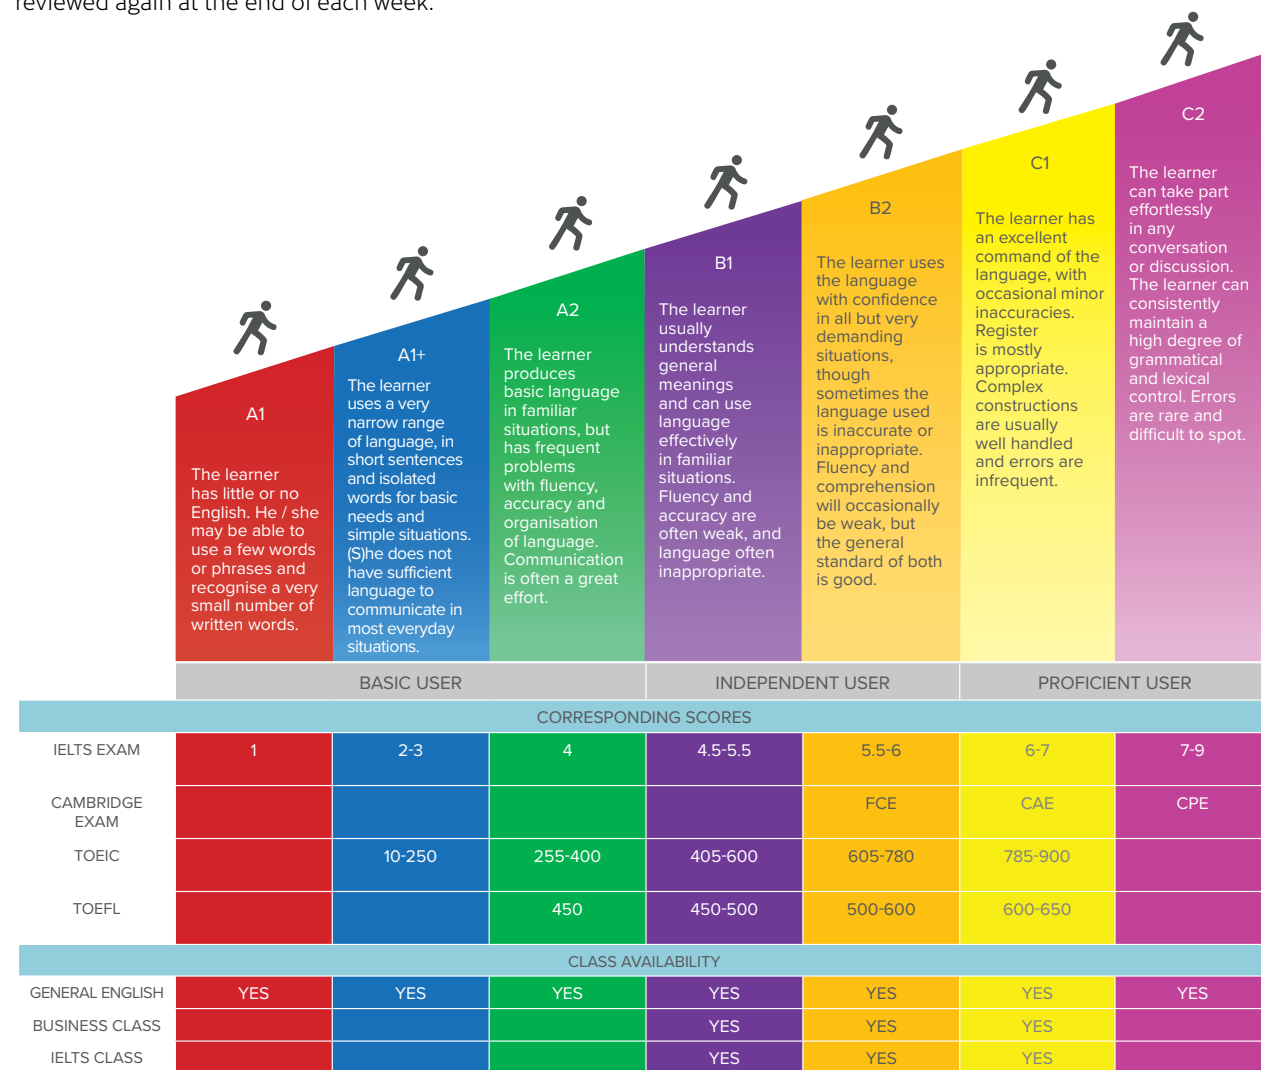 reviewed again at the end of each week.
A1
The learner
has little or no
English. He / she
may be able to
use a few words
or phrases and
recognise a very
small number of
written words.
A1+
The learner
uses a very
narrow range
of language, in
short sentences
and isolated
words for basic
needs and
simple situations.
(S)he does not
have sufficient
language to
communicate in
most everyday
situations.
A2
The learner
produces
basic language
in familiar
situations, but
has frequent
problems
with fluency,
accuracy and
organisation
of language.
Communication
is often a great
effort.
B1
The learner
usually
understands
general
meanings
and can use
language
effectively
in familiar
situations.
Fluency and
accuracy are
often weak, and
language often
inappropriate.
B2
The learner uses
the language
with confidence
in all but very
demanding
situations,
though
sometimes the
language used
is inaccurate or
inappropriate.
Fluency and
comprehension
will occasionally
be weak, but
the general
standard of both
is good.
C1
The learner has
an excellent
command of the
language, with
occasional minor
inaccuracies.
Register
is mostly
appropriate.
Complex
constructions
are usually
well handled
and errors are
infrequent.
C2
The learner
can take part
effortlessly
in any
conversation
or discussion.
The learner can
consistently
maintain a
high degree of
grammatical
and lexical
control. Errors
are rare and
difficult to spot.
BASIC USER INDEPENDENT USER PROFICIENT USER
CORRESPONDING SCORES
IELTS EXAM 1 2-3 4 4.5-5.5 5.5-6 6-7 7-9
CAMBRIDGE
EXAM FCE CAE CPE
TOEIC 10-250 255-400 405-600 605-780 785-900
TOEFL 450 450-500 500-600 600-650
CLASS AVAILABILITY
GENERAL ENGLISH YES YES YES YES YES YES YES
BUSINESS CLASS YES YES YES
IELTS CLASS YES YES YES